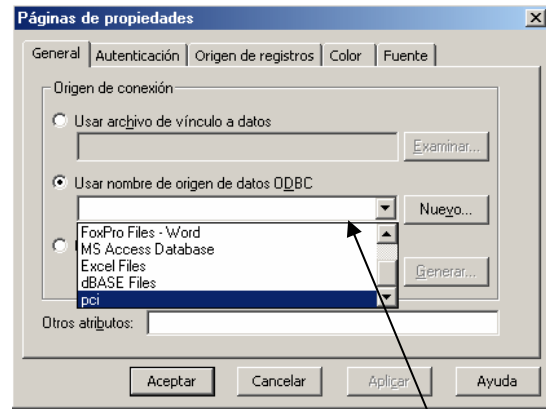 Páginas de propiedades
General Autenticación Origen de registros Color Fuente
Origen de conexión
Usar archivo de vínculo a datos
Examinar...
Usar nombre de origen de datos ODBC
Nuevo...
FoxPro Files - Word
MS Access Database
Excel Files
dBASE Files
pci
Generar...
Otros atributos:
Aceptar Cancelar Aplicar Ayuda